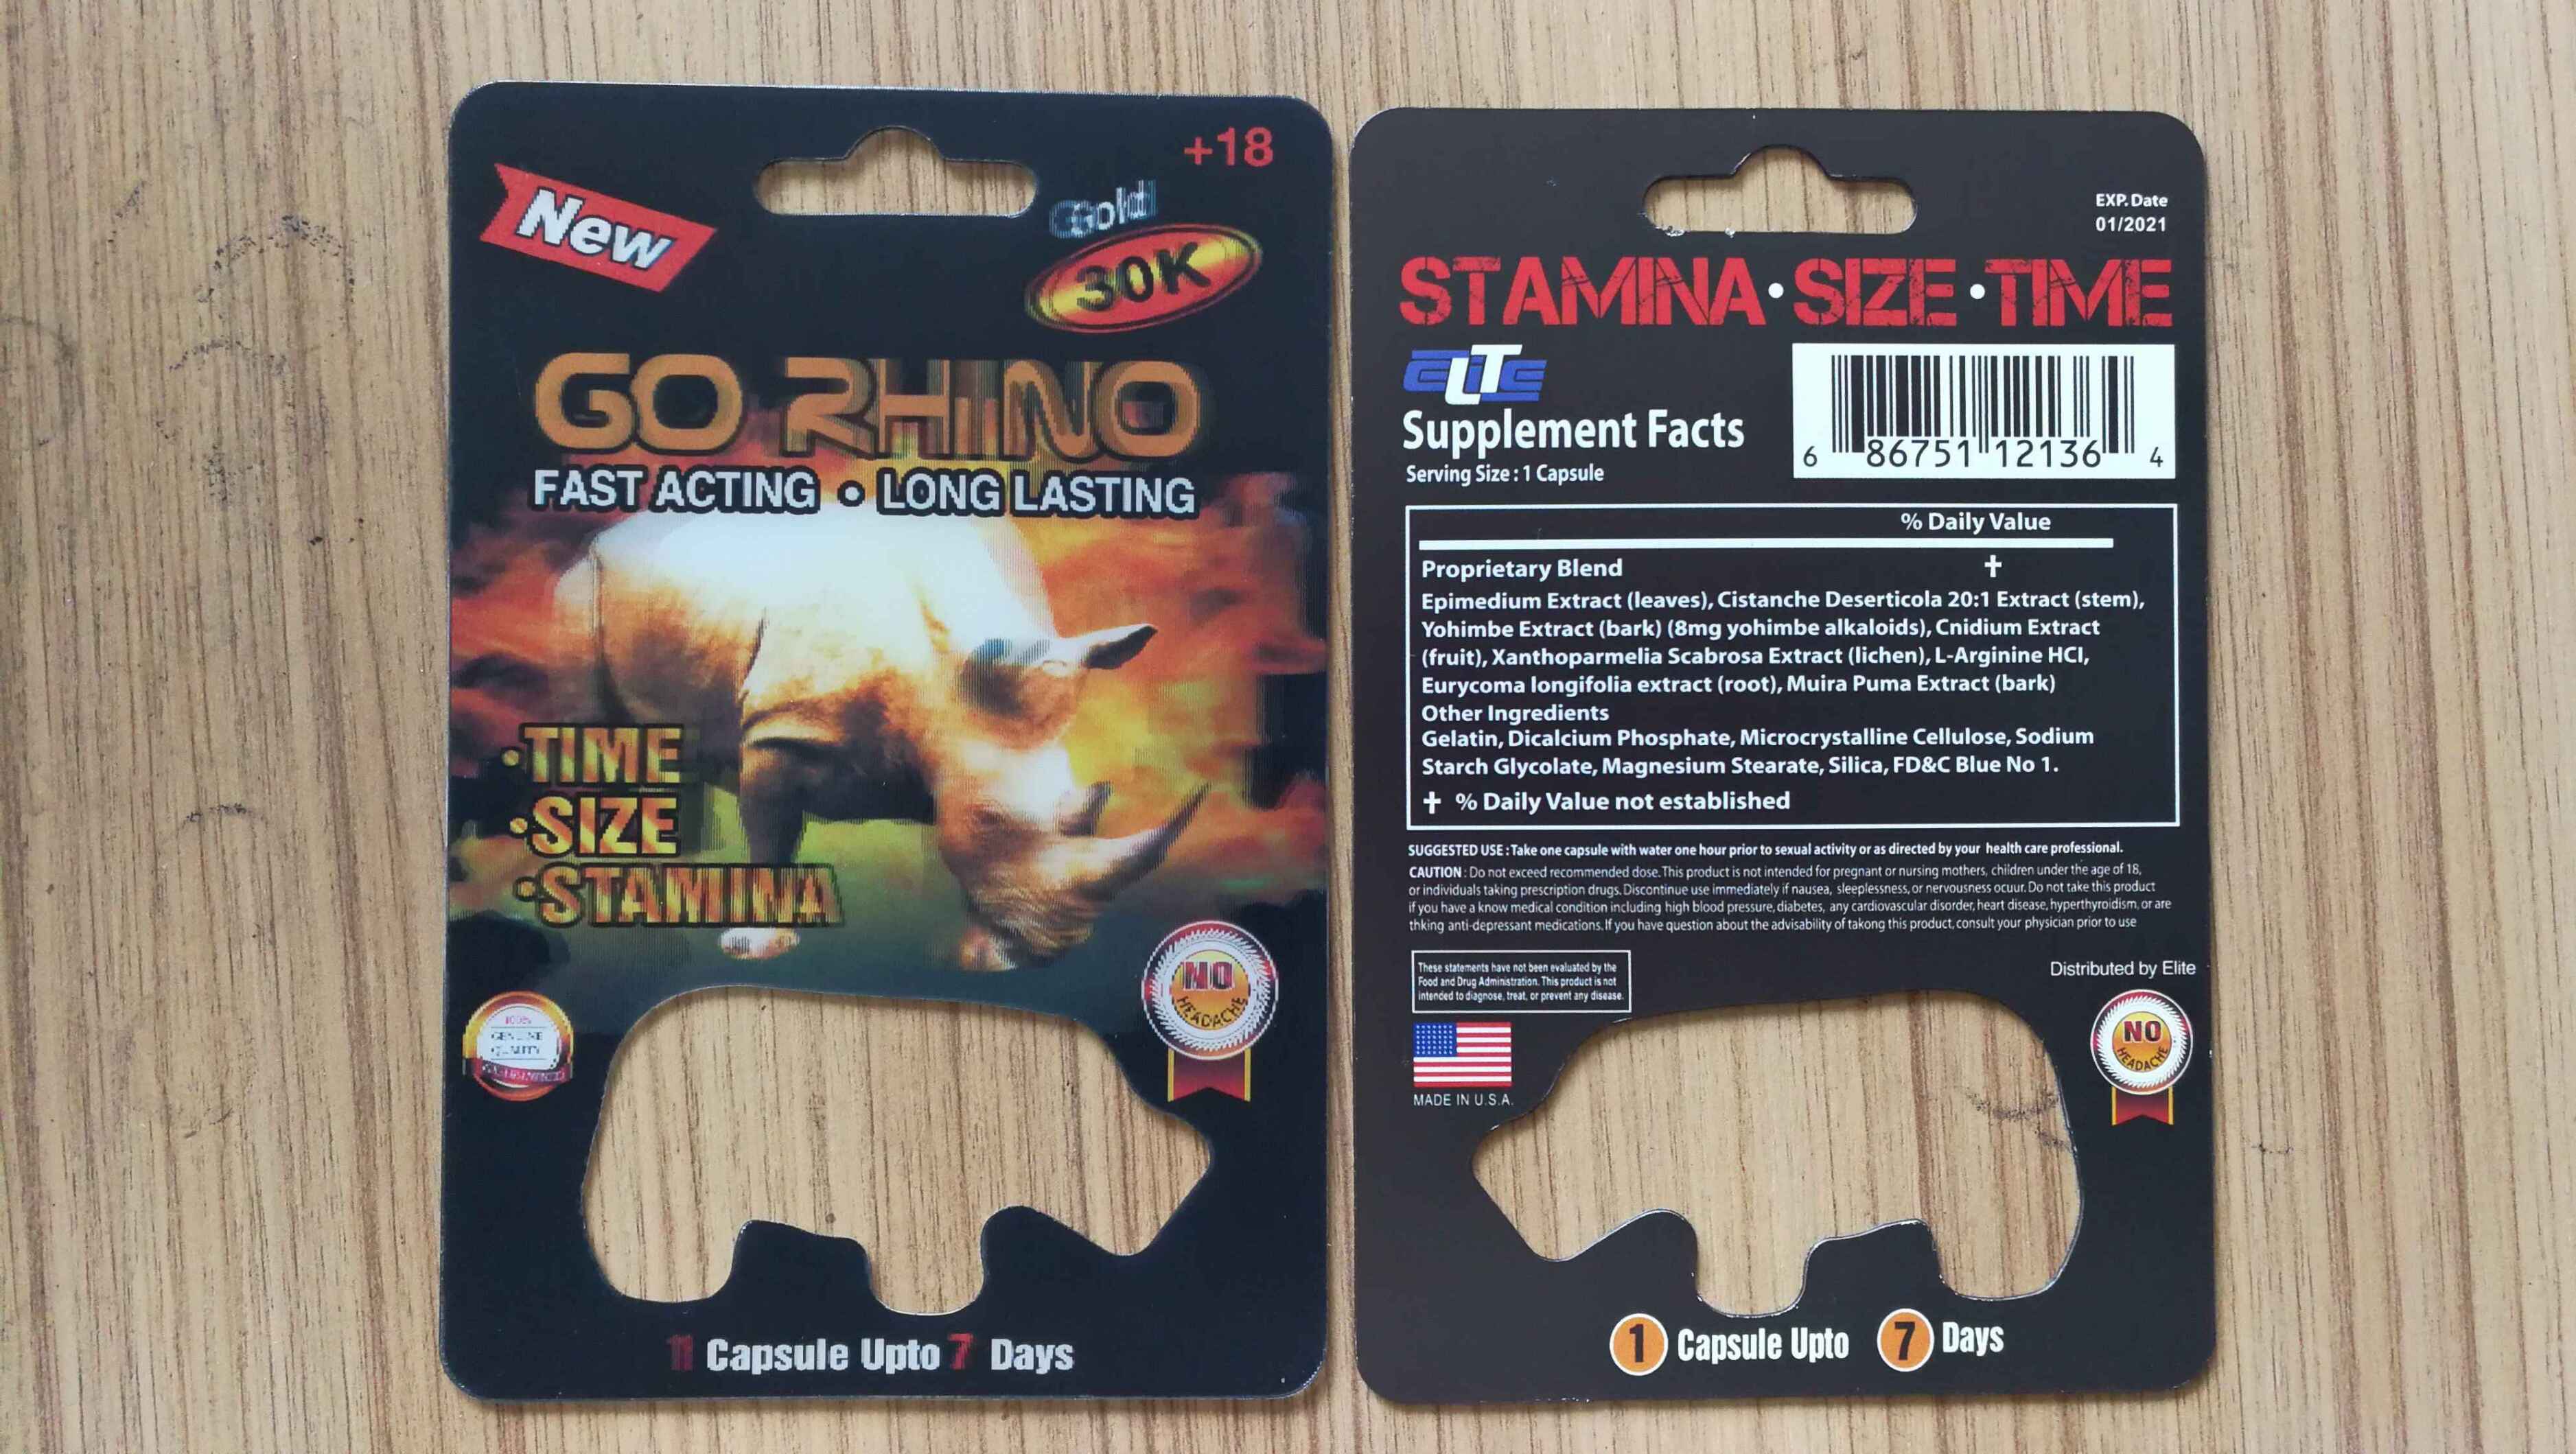 +18
New
Gold
30K
GO RHINO
FAST ACTING • LONG LASTING
•TIME
•SIZE
•STAMINA
NO
HEADACHE
100%
GENUINE
QUALITY
1 Capsule Upto 7 Days
EXP. Date
01/2021
STAMINA•SIZE•TIME
ELITE
Supplement Facts
Serving Size : 1 Capsule
6 86751 12136 4
% Daily Value
Proprietary Blend †
Epimedium Extract (leaves), Cistanche Deserticola 20:1 Extract (stem),
Yohimbe Extract (bark) (8mg yohimbe alkaloids), Cnidium Extract
(fruit), Xanthoparmelia Scabrosa Extract (lichen), L-Arginine HCl,
Eurycoma longifolia extract (root), Muira Puma Extract (bark)
Other Ingredients
Gelatin, Dicalcium Phosphate, Microcrystalline Cellulose, Sodium
Starch Glycolate, Magnesium Stearate, Silica, FD&C Blue No 1.
† % Daily Value not established
SUGGESTED USE : Take one capsule with water one hour prior to sexual activity or as directed by your health care professional.
CAUTION : Do not exceed recommended dose. This product is not intended for pregnant or nursing mothers, children under the age of 18,
or individuals taking prescription drugs. Discontinue use immediately if nausea, sleeplessness, or nervousness ocuur. Do not take this product
if you have a know medical condition including high blood pressure, diabetes, any cardiovascular disorder, heart disease, hyperthyroidism, or are
thking anti-depressant medications. If you have question about the advisability of takong this product, consult your physician prior to use
These statements have not been evaluated by the
Food and Drug Administration. This product is not
intended to diagnose, treat, or prevent any disease.
Distributed by Elite
MADE IN U.S.A.
NO
HEADACHE
1 Capsule Upto 7 Days